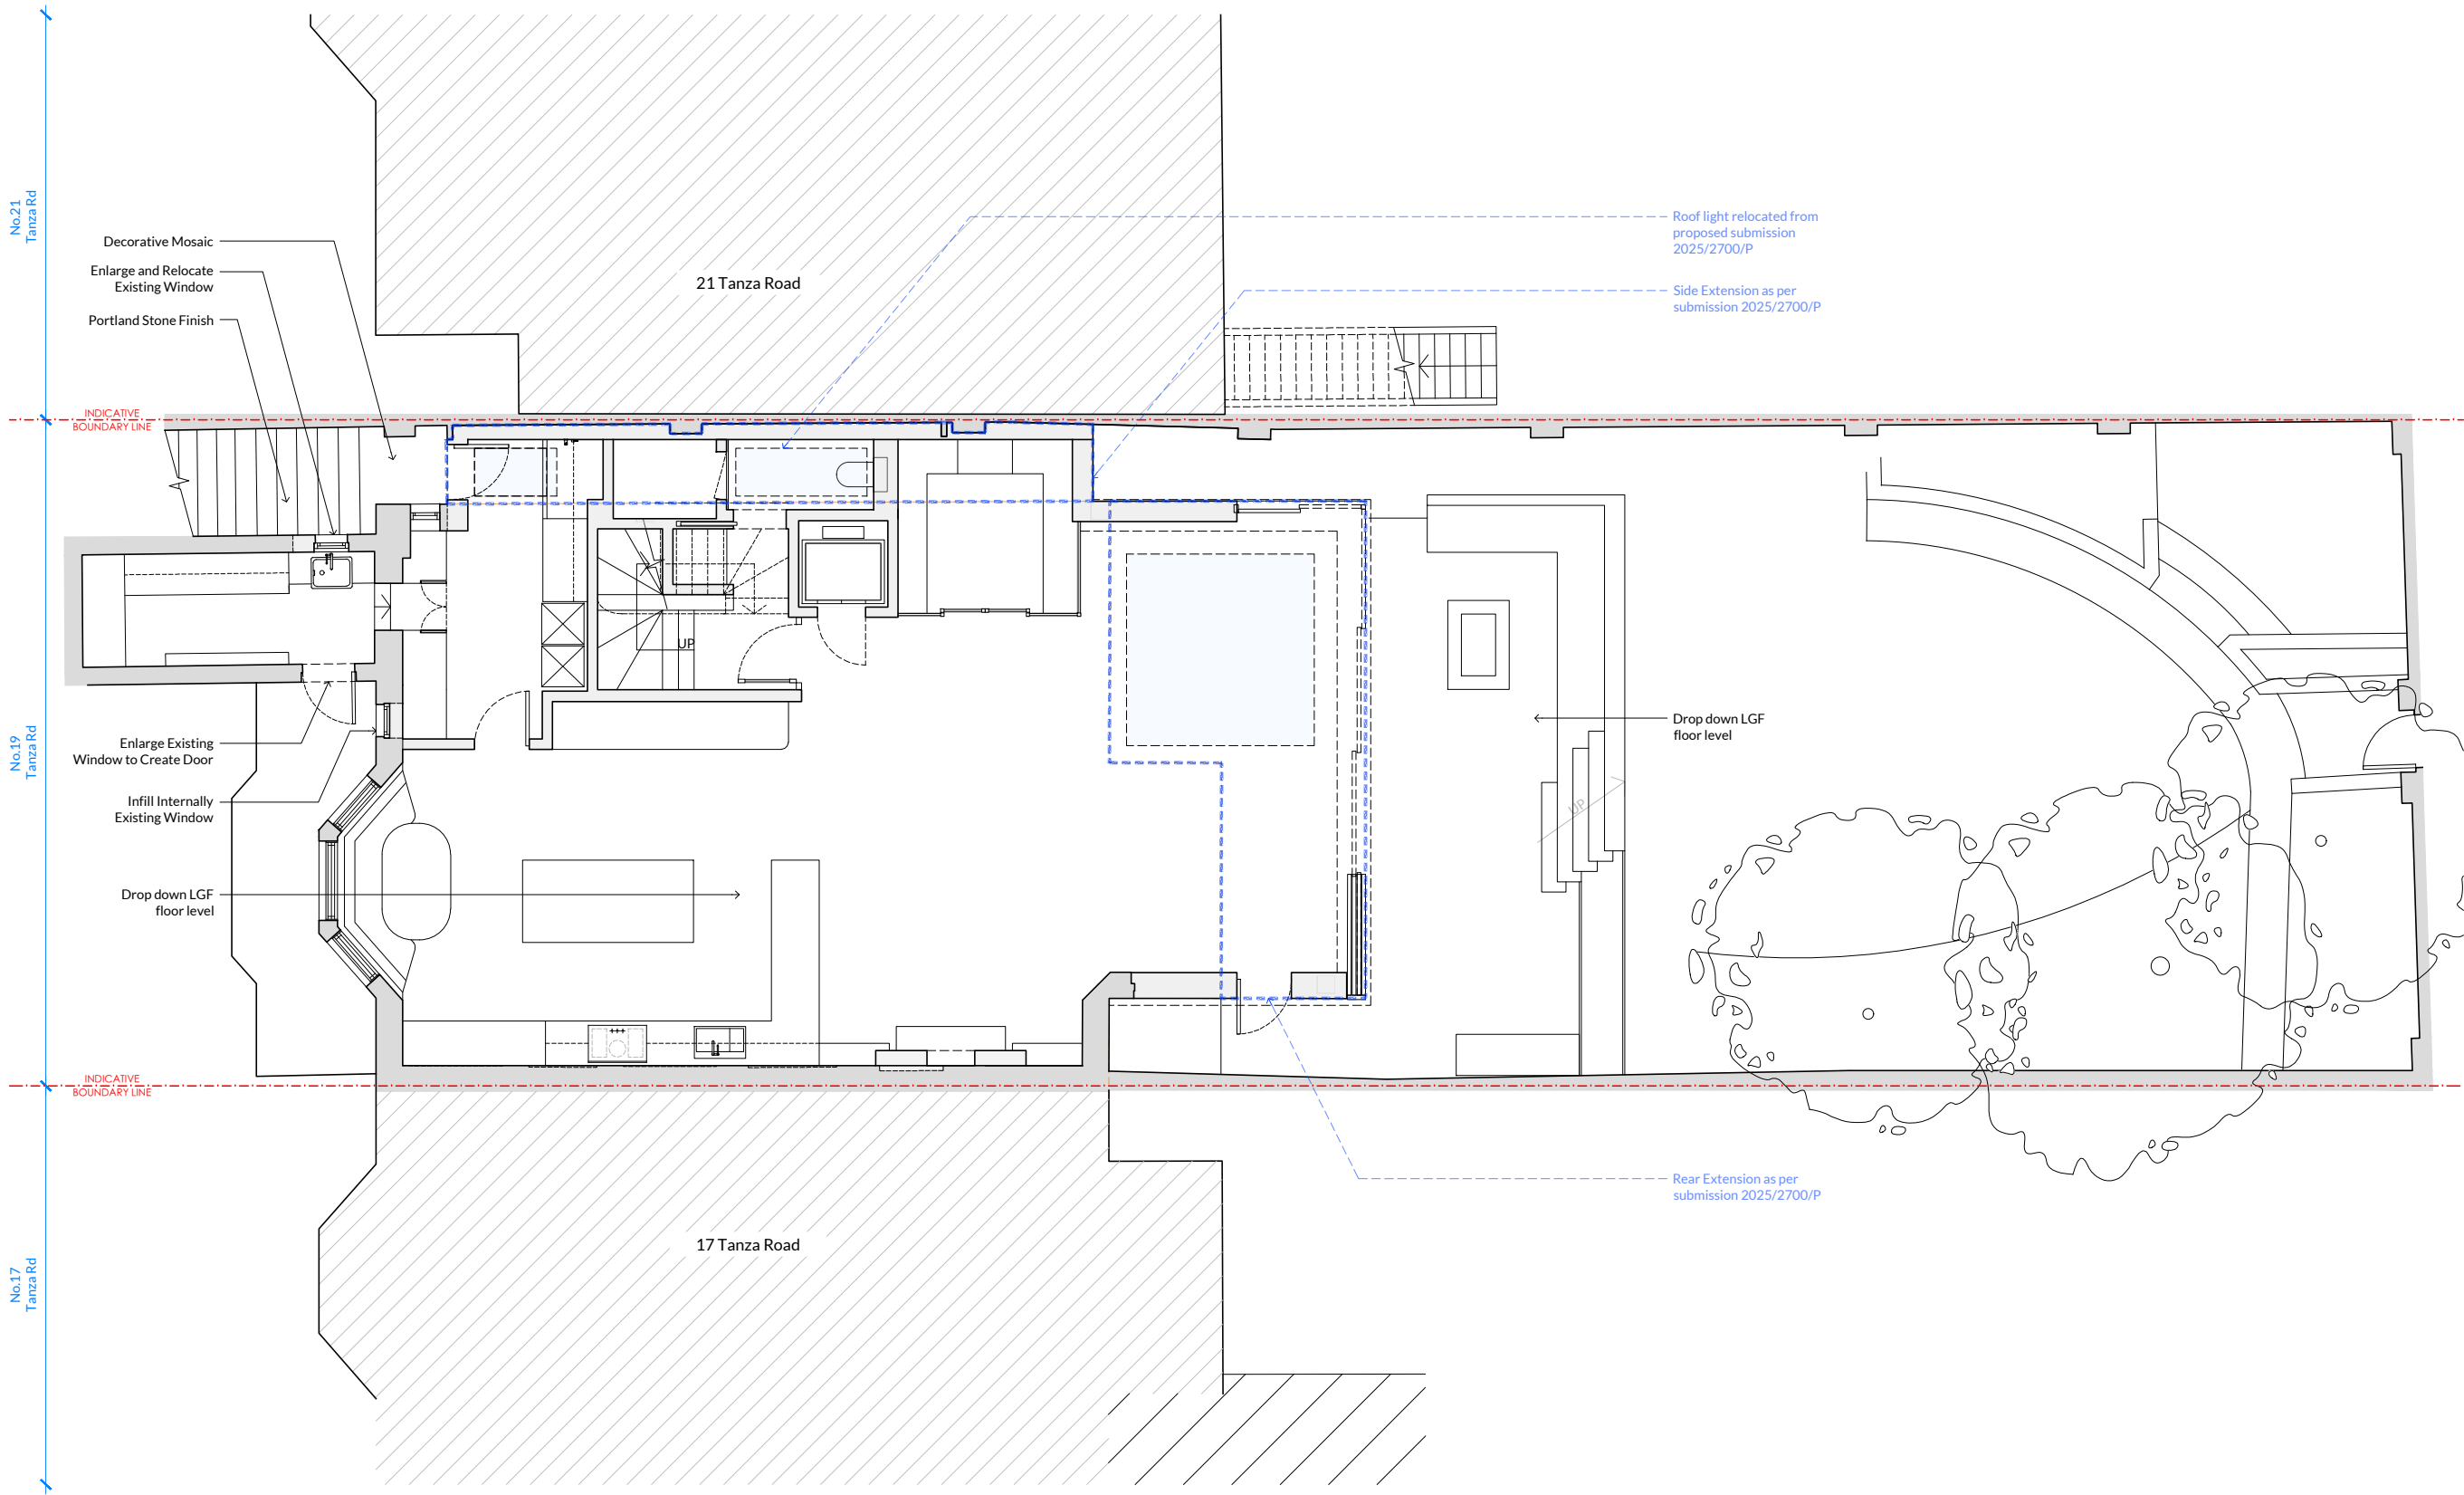 No.21
Tanza Rd
Decorative Mosaic
Enlarge and Relocate
Existing Window
Portland Stone Finish
21 Tanza Road
Roof light relocated from
proposed submission
2025/2700/P
Side Extension as per
submission 2025/2700/P
INDICATIVE
BOUNDARY LINE
UP
No.19
Tanza Rd
Enlarge Existing
Window to Create Door
Infill Internally
Existing Window
Drop down LGF
floor level
Drop down LGF
floor level
UP
INDICATIVE
BOUNDARY LINE
Rear Extension as per
submission 2025/2700/P
17 Tanza Road
No.17
Tanza Rd